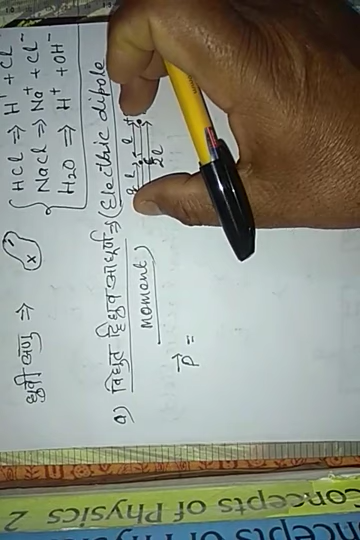 ध्रुवी अणु ⇒
HCl ⇒ H⁺ + Cl
NaCl ⇒ Na⁺ + Cl⁻
H₂O ⇒ H⁺ + OH⁻
a) विद्युत द्विध्रुव आघूर्ण ⇒ (Electric dipole
moment)
2l
p⃗ =
Concepts of Physics 2